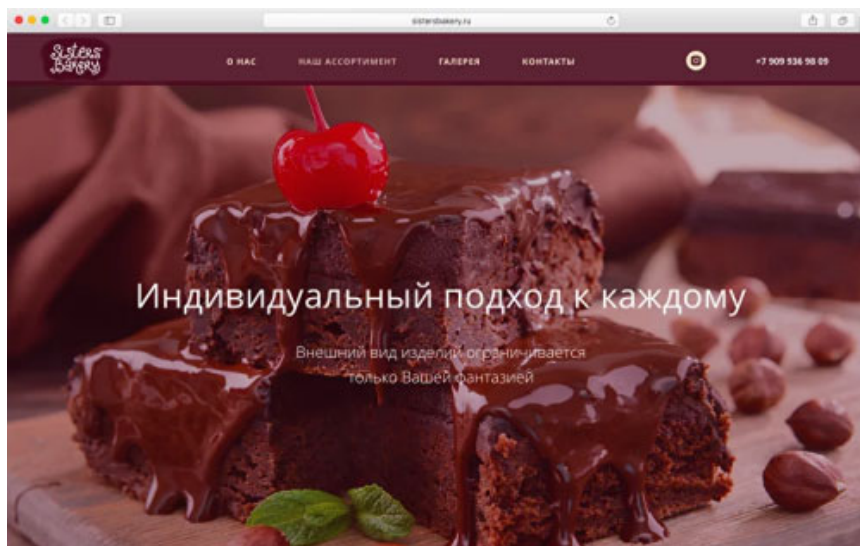 sistersbakery.ru
Sisters Bakery
О НАС
НАШ АССОРТИМЕНТ
ГАЛЕРЕЯ
КОНТАКТЫ
+7 909 936 98 09
Индивидуальный подход к каждому
Внешний вид изделий ограничивается
только Вашей фантазией